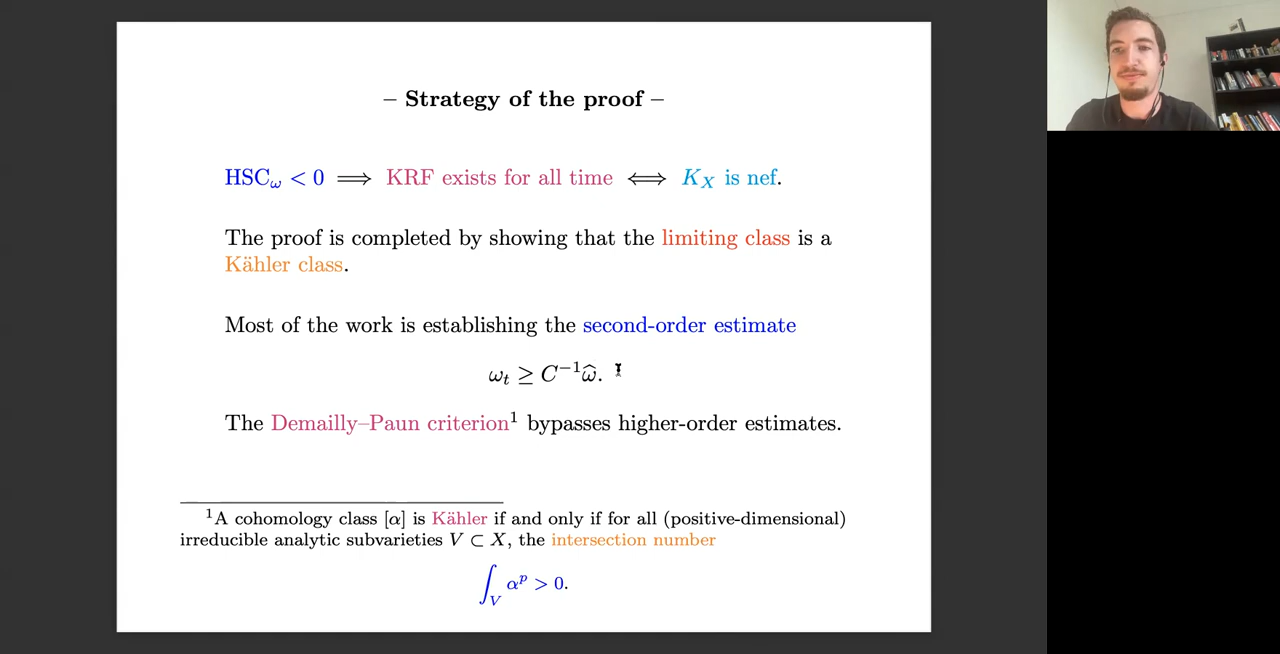 – Strategy of the proof –
HSC_ω < 0 ⟹ KRF exists for all time ⟺ K_X is nef.
The proof is completed by showing that the limiting class is a
Kähler class.
Most of the work is establishing the second-order estimate
ω_t ≥ C^{-1}ω̂.
The Demailly–Paun criterion¹ bypasses higher-order estimates.
¹A cohomology class [α] is Kähler if and only if for all (positive-dimensional)
irreducible analytic subvarieties V ⊂ X, the intersection number
∫_V α^p > 0.